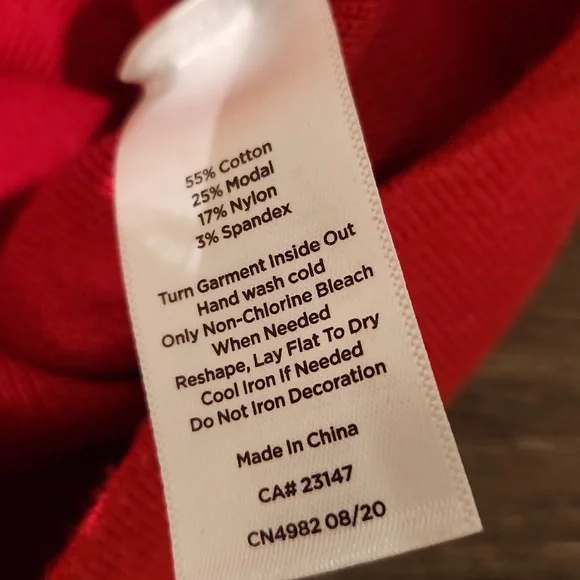 55% Cotton
25% Modal
17% Nylon
3% Spandex
Turn Garment Inside Out
Hand wash cold
Only Non-Chlorine Bleach
When Needed
Reshape, Lay Flat To Dry
Cool Iron If Needed
Do Not Iron Decoration
Made In China
CA# 23147
CN4982 08/20